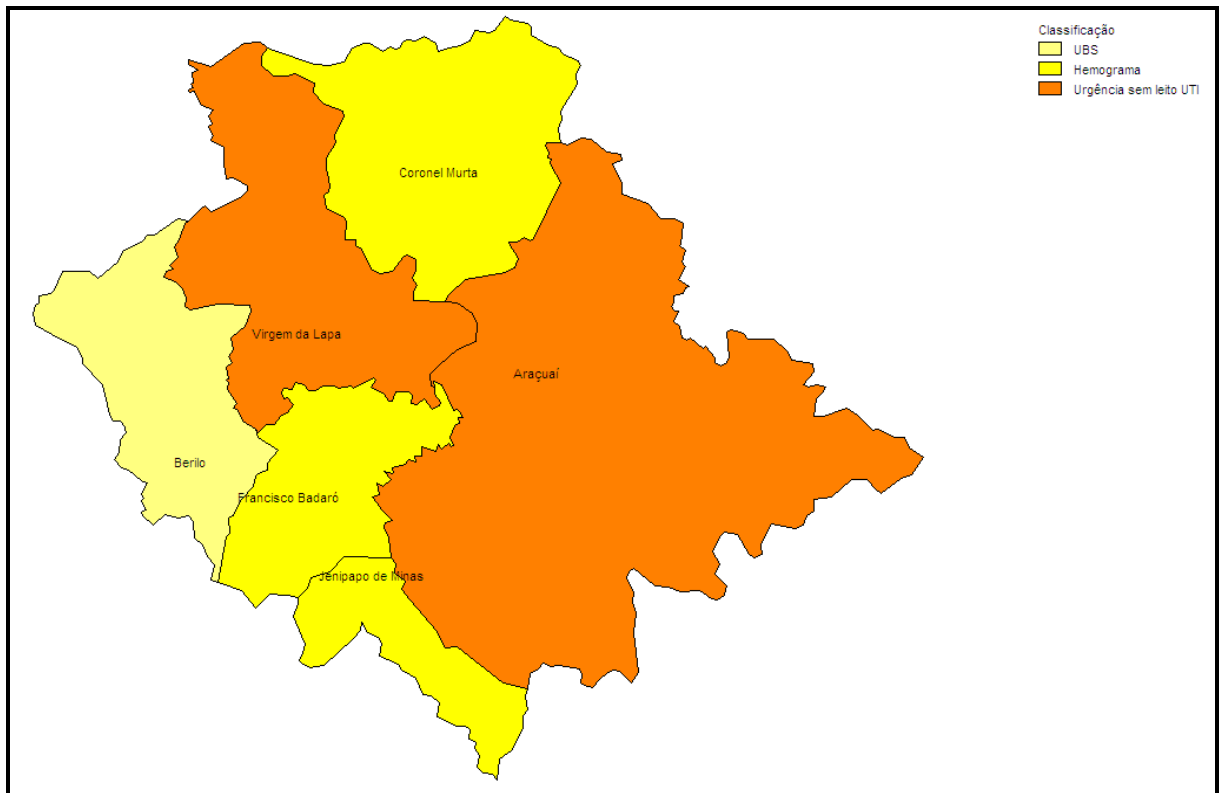 Classificação
UBS
Hemograma
Urgência sem leito UTI
Coronel Murta
Virgem da Lapa
Araçuaí
Berilo
Francisco Badaró
Jenipapo de Minas